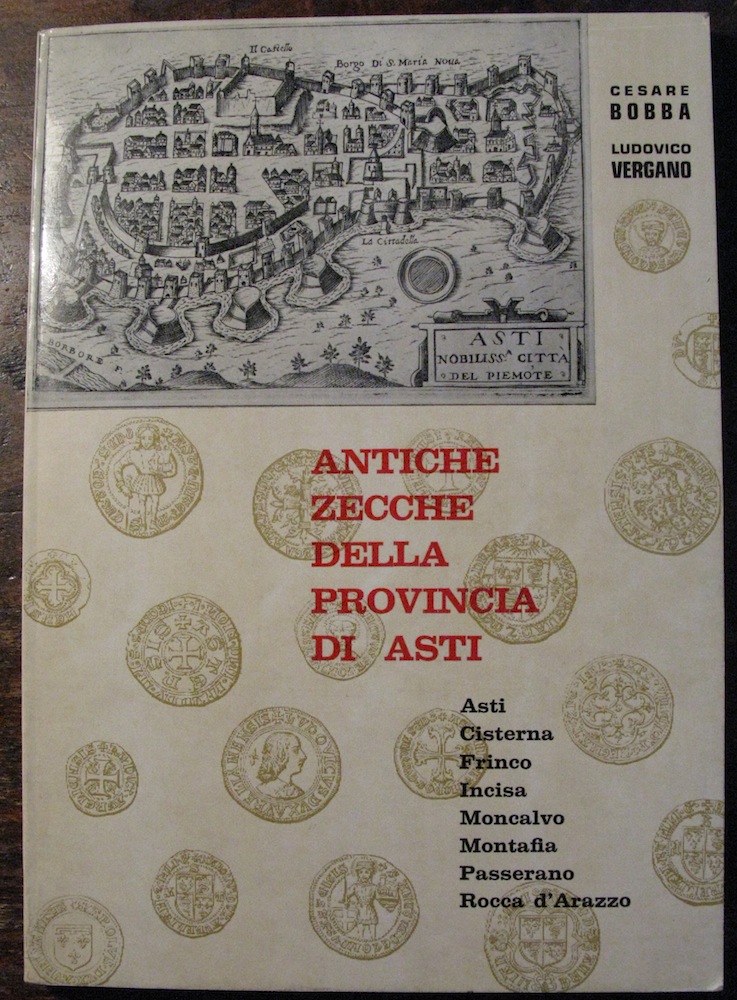 Il Castello
Borgo Di S. Maria Noua
La Cittadella
BORBORE F.
ASTI
NOBILISS.A CITTA
DEL PIEMOTE
CESARE
BOBBA
LUDOVICO
VERGANO
ANTICHE
ZECCHE
DELLA
PROVINCIA
DI ASTI
Asti
Cisterna
Frinco
Incisa
Moncalvo
Montafia
Passerano
Rocca d'Arazzo